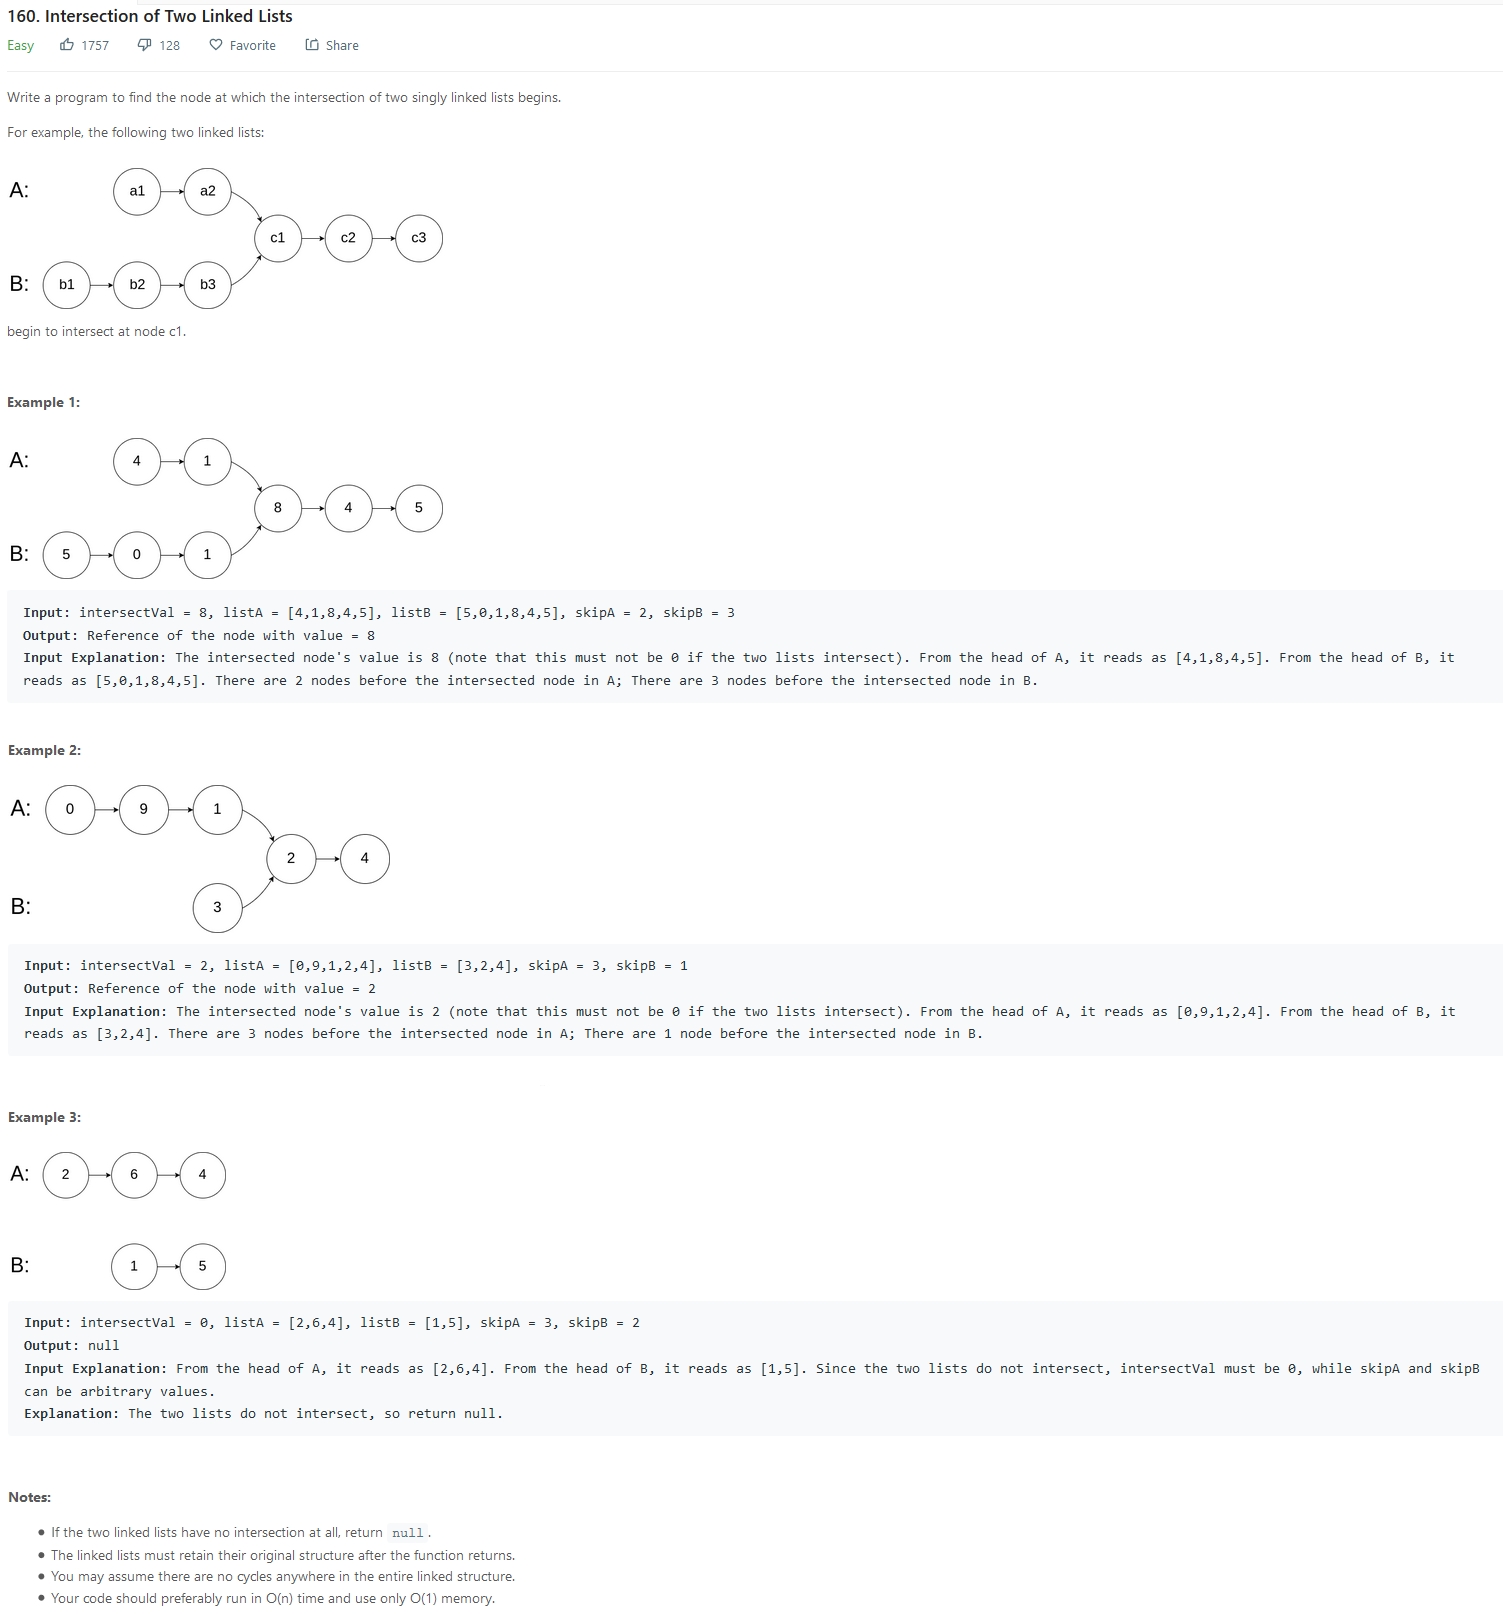 160. Intersection of Two Linked Lists
Easy 1757 128 Favorite Share
Write a program to find the node at which the intersection of two singly linked lists begins.
For example, the following two linked lists:
A: a1 a2
c1 c2 c3
B: b1 b2 b3
begin to intersect at node c1.
Example 1:
A: 4 1
8 4 5
B: 5 0 1
Input: intersectVal = 8, listA = [4,1,8,4,5], listB = [5,0,1,8,4,5], skipA = 2, skipB = 3
Output: Reference of the node with value = 8
Input Explanation: The intersected node's value is 8 (note that this must not be 0 if the two lists intersect). From the head of A, it reads as [4,1,8,4,5]. From the head of B, it
reads as [5,0,1,8,4,5]. There are 2 nodes before the intersected node in A; There are 3 nodes before the intersected node in B.
Example 2:
A: 0 9 1
2 4
B: 3
Input: intersectVal = 2, listA = [0,9,1,2,4], listB = [3,2,4], skipA = 3, skipB = 1
Output: Reference of the node with value = 2
Input Explanation: The intersected node's value is 2 (note that this must not be 0 if the two lists intersect). From the head of A, it reads as [0,9,1,2,4]. From the head of B, it
reads as [3,2,4]. There are 3 nodes before the intersected node in A; There are 1 node before the intersected node in B.
Example 3:
A: 2 6 4
B: 1 5
Input: intersectVal = 0, listA = [2,6,4], listB = [1,5], skipA = 3, skipB = 2
Output: null
Input Explanation: From the head of A, it reads as [2,6,4]. From the head of B, it reads as [1,5]. Since the two lists do not intersect, intersectVal must be 0, while skipA and skipB
can be arbitrary values.
Explanation: The two lists do not intersect, so return null.
Notes:
• If the two linked lists have no intersection at all, return null.
• The linked lists must retain their original structure after the function returns.
• You may assume there are no cycles anywhere in the entire linked structure.
• Your code should preferably run in O(n) time and use only O(1) memory.